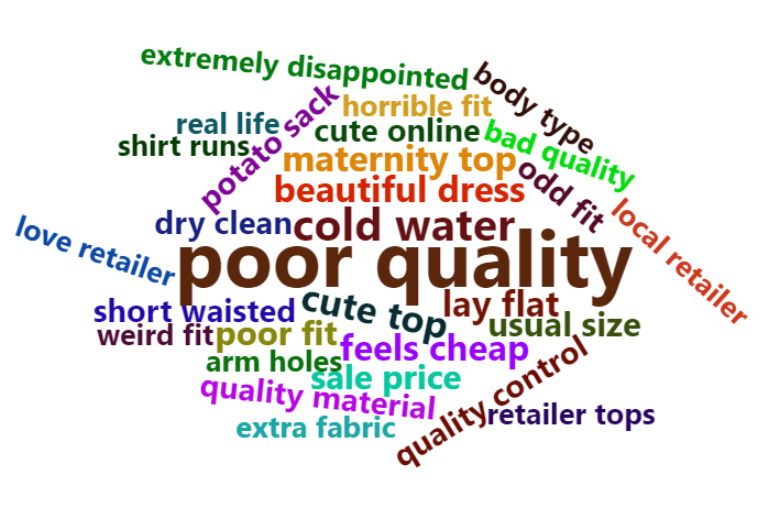 extremely disappointed
body type
potato sack
horrible fit
real life
cute online
bad quality
shirt runs
maternity top
odd fit
beautiful dress
local retailer
dry clean
cold water
love retailer
poor quality
short waisted
cute top
lay flat
usual size
weird fit
poor fit
feels cheap
arm holes
sale price
quality control
quality material
retailer tops
extra fabric